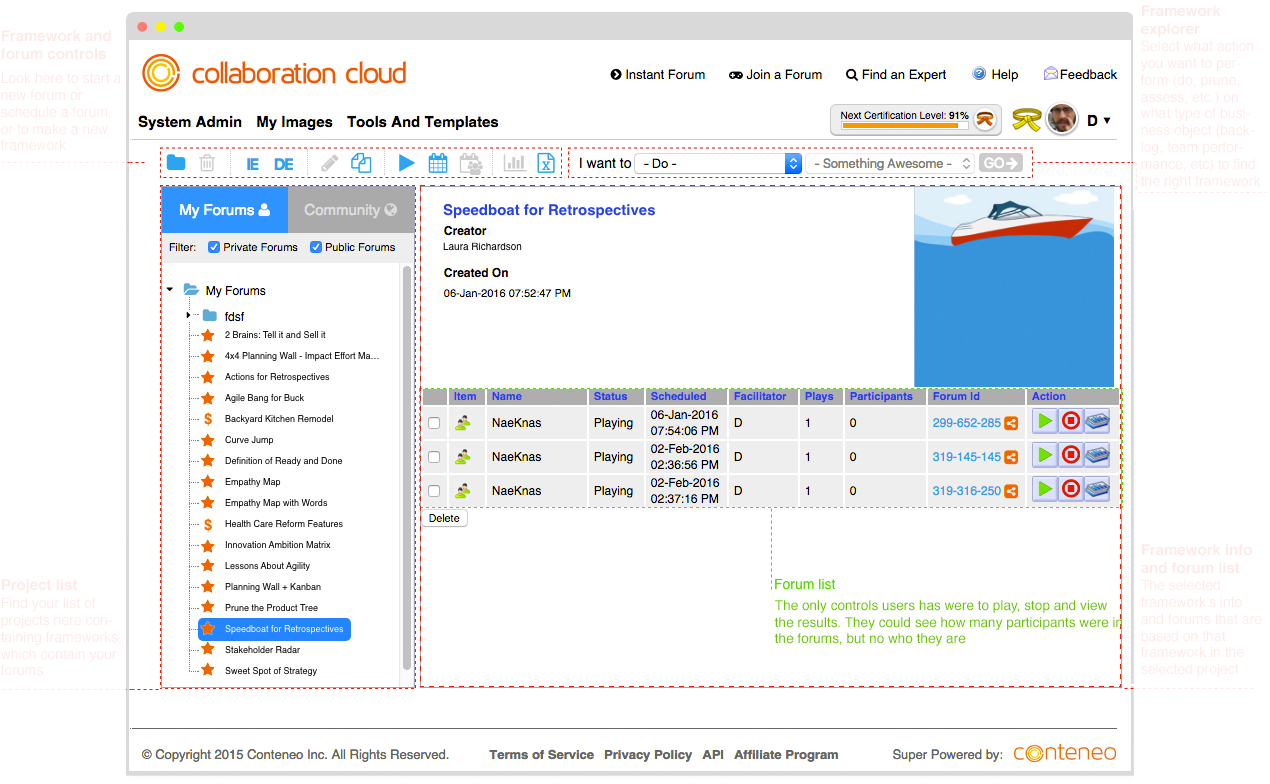 Framework and
forum controls
Look here to start a
new forum or
schedule a forum,
or to make a new
framework
Framework
explorer
Select what action
you want to per-
form (do, prune,
assess, etc.) on
what type of busi-
ness object (back-
log, team perfor-
mance, etc) to find
the right framework
collaboration cloud
Instant Forum Join a Forum Find an Expert Help Feedback
System Admin My Images Tools And Templates
Next Certification Level: 91%
D
IE DE
I want to - Do - - Something Awesome - GO
My Forums Community
Filter: Private Forums Public Forums
My Forums
fdsf
2 Brains: Tell it and Sell it
4x4 Planning Wall - Impact Effort Ma...
Actions for Retrospectives
Agile Bang for Buck
Backyard Kitchen Remodel
Curve Jump
Definition of Ready and Done
Empathy Map
Empathy Map with Words
Health Care Reform Features
Innovation Ambition Matrix
Lessons About Agility
Planning Wall + Kanban
Prune the Product Tree
Speedboat for Retrospectives
Stakeholder Radar
Sweet Spot of Strategy
Speedboat for Retrospectives
Creator
Laura Richardson
Created On
06-Jan-2016 07:52:47 PM
Item Name Status Scheduled Facilitator Plays Participants Forum Id Action
NaeKnas Playing 06-Jan-2016 07:54:06 PM D 1 0 299-652-285
NaeKnas Playing 02-Feb-2016 02:36:56 PM D 1 0 319-145-145
NaeKnas Playing 02-Feb-2016 02:37:16 PM D 1 0 319-316-250
Delete
Forum list
The only controls users has were to play, stop and view
the results. They could see how many participants were in
the forums, but no who they are
Project list
Find your list of
projects here con-
taining frameworks,
which contain your
forums
Framework info
and forum list
The selected
framework's info
and forums that are
based on that
framework in the
selected project
© Copyright 2015 Conteneo Inc. All Rights Reserved. Terms of Service Privacy Policy API Affiliate Program Super Powered by: conteneo